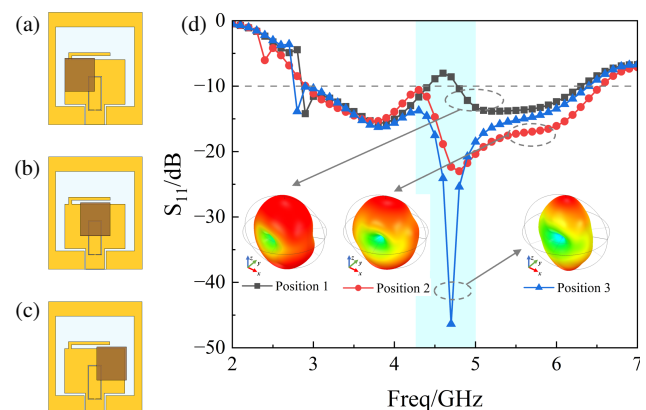 (a)
(b)
(c)
(d)
S11/dB
0
−10
−20
−30
−40
−50
z
y
x
z
y
x
z
y
x
Position 1
Position 2
Position 3
2
3
4
5
6
7
Freq/GHz